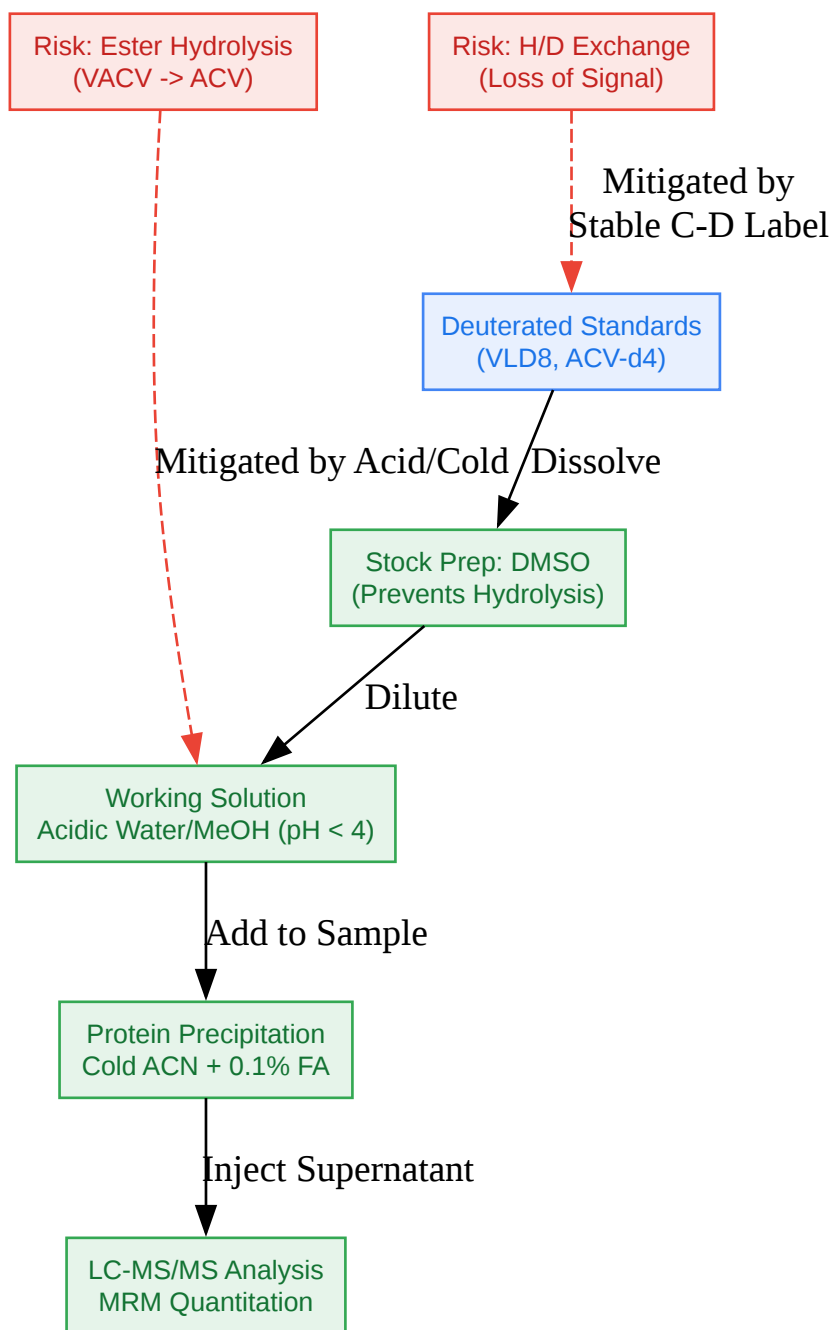 Risk: Ester Hydrolysis
(VACV -> ACV)
Risk: H/D Exchange
(Loss of Signal)
Mitigated by
Stable C-D Label
Deuterated Standards
(VLD8, ACV-d4)
Mitigated by Acid/Cold
Dissolve
Stock Prep: DMSO
(Prevents Hydrolysis)
Dilute
Working Solution
Acidic Water/MeOH (pH < 4)
Add to Sample
Protein Precipitation
Cold ACN + 0.1% FA
Inject Supernatant
LC-MS/MS Analysis
MRM Quantitation